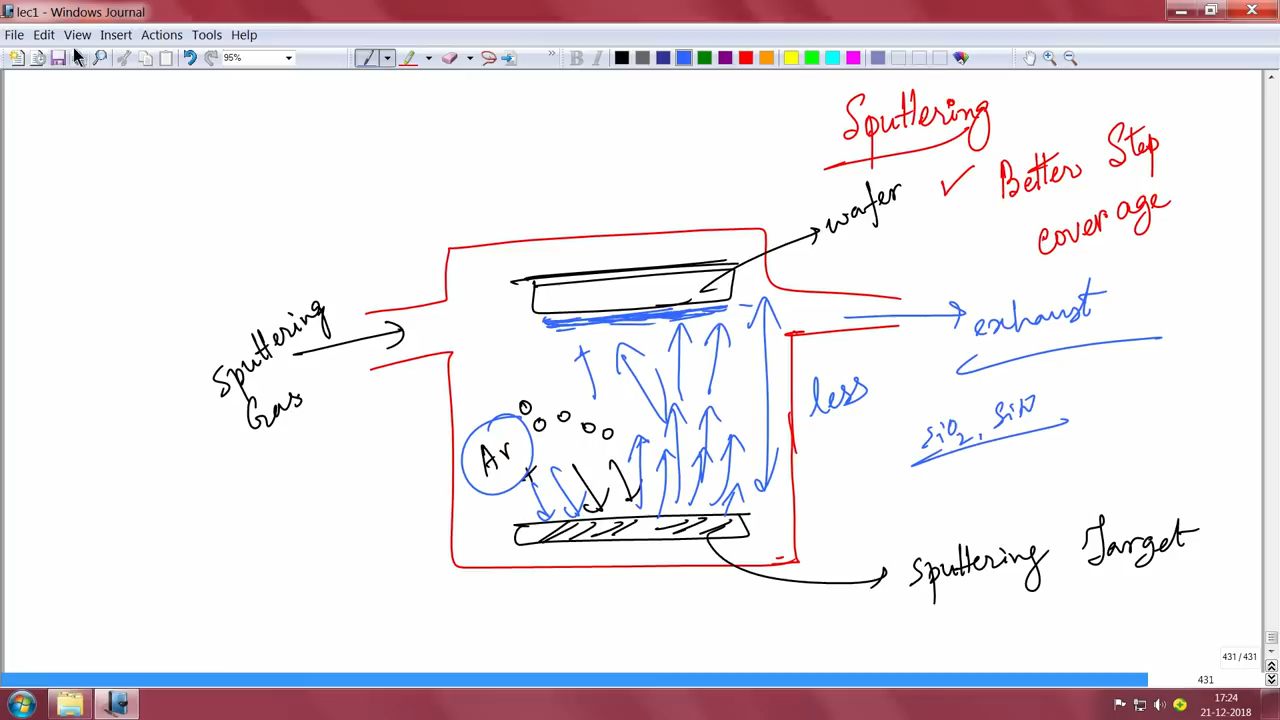 lec1 - Windows Journal
File Edit View Insert Actions Tools Help
95%
B I
Sputtering
Better Step
coverage
wafer
exhaust
Sputtering
Gas
less
Ar
SiO2, SiN
Sputtering Target
431 / 431
431
17:24
21-12-2018